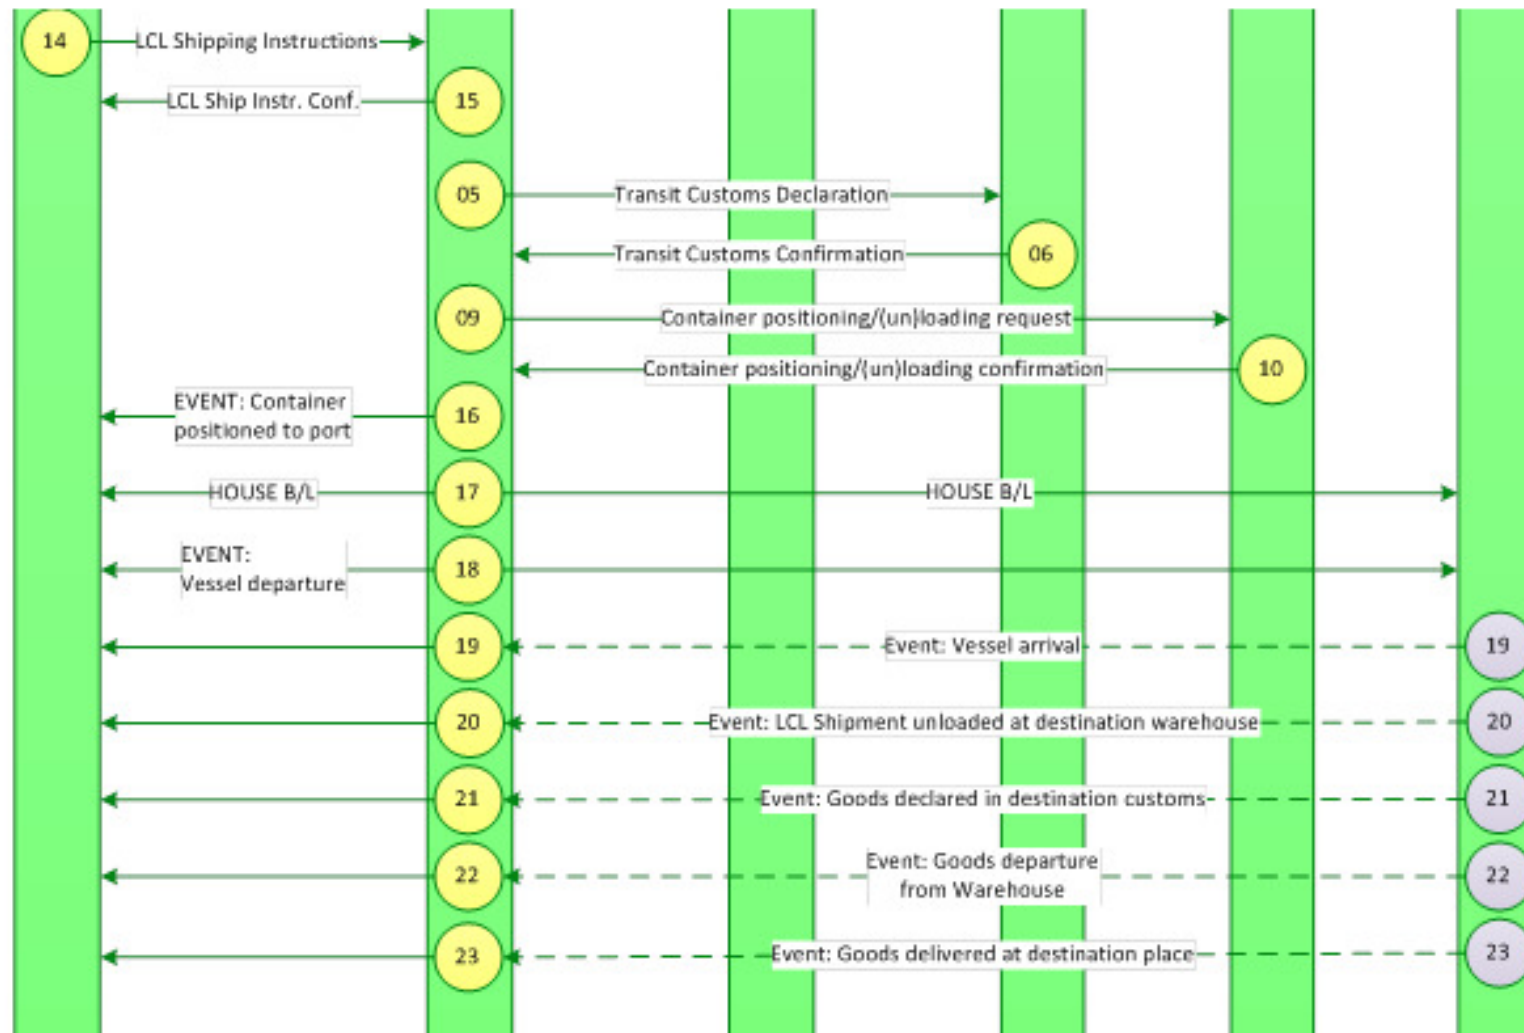 14
LCL Shipping Instructions
LCL Ship Instr. Conf.
15
05
Transit Customs Declaration
Transit Customs Confirmation
06
09
Container positioning/(un)loading request
Container positioning/(un)loading confirmation
10
EVENT: Container
positioned to port
16
HOUSE B/L
17
HOUSE B/L
EVENT:
Vessel departure
18
19
Event: Vessel arrival
19
20
Event: LCL Shipment unloaded at destination warehouse
20
21
Event: Goods declared in destination customs
21
22
Event: Goods departure
from Warehouse
22
23
Event: Goods delivered at destination place
23